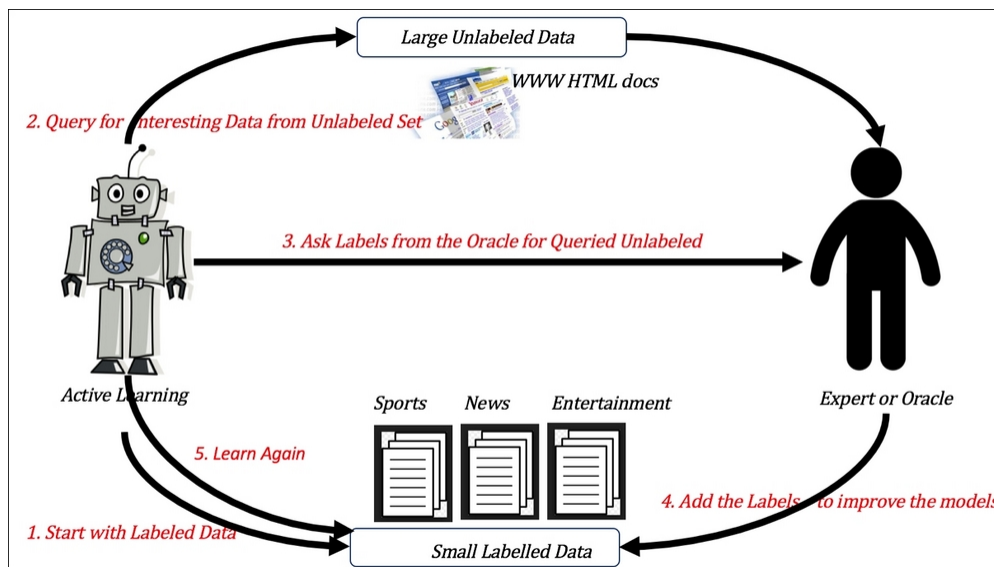 Large Unlabeled Data
WWW HTML docs
2. Query for interesting Data from Unlabeled Set
3. Ask Labels from the Oracle for Queried Unlabeled
Active Learning
Expert or Oracle
Sports News Entertainment
5. Learn Again
4. Add the Labels to improve the models
1. Start with Labeled Data
Small Labelled Data